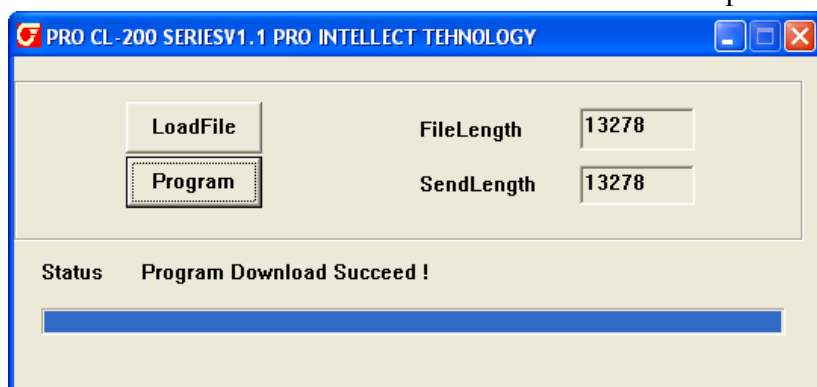 PRO CL-200 SERIESV1.1 PRO INTELLECT TEHNOLOGY
LoadFile
FileLength 13278
Program
SendLength 13278
Status Program Download Succeed !